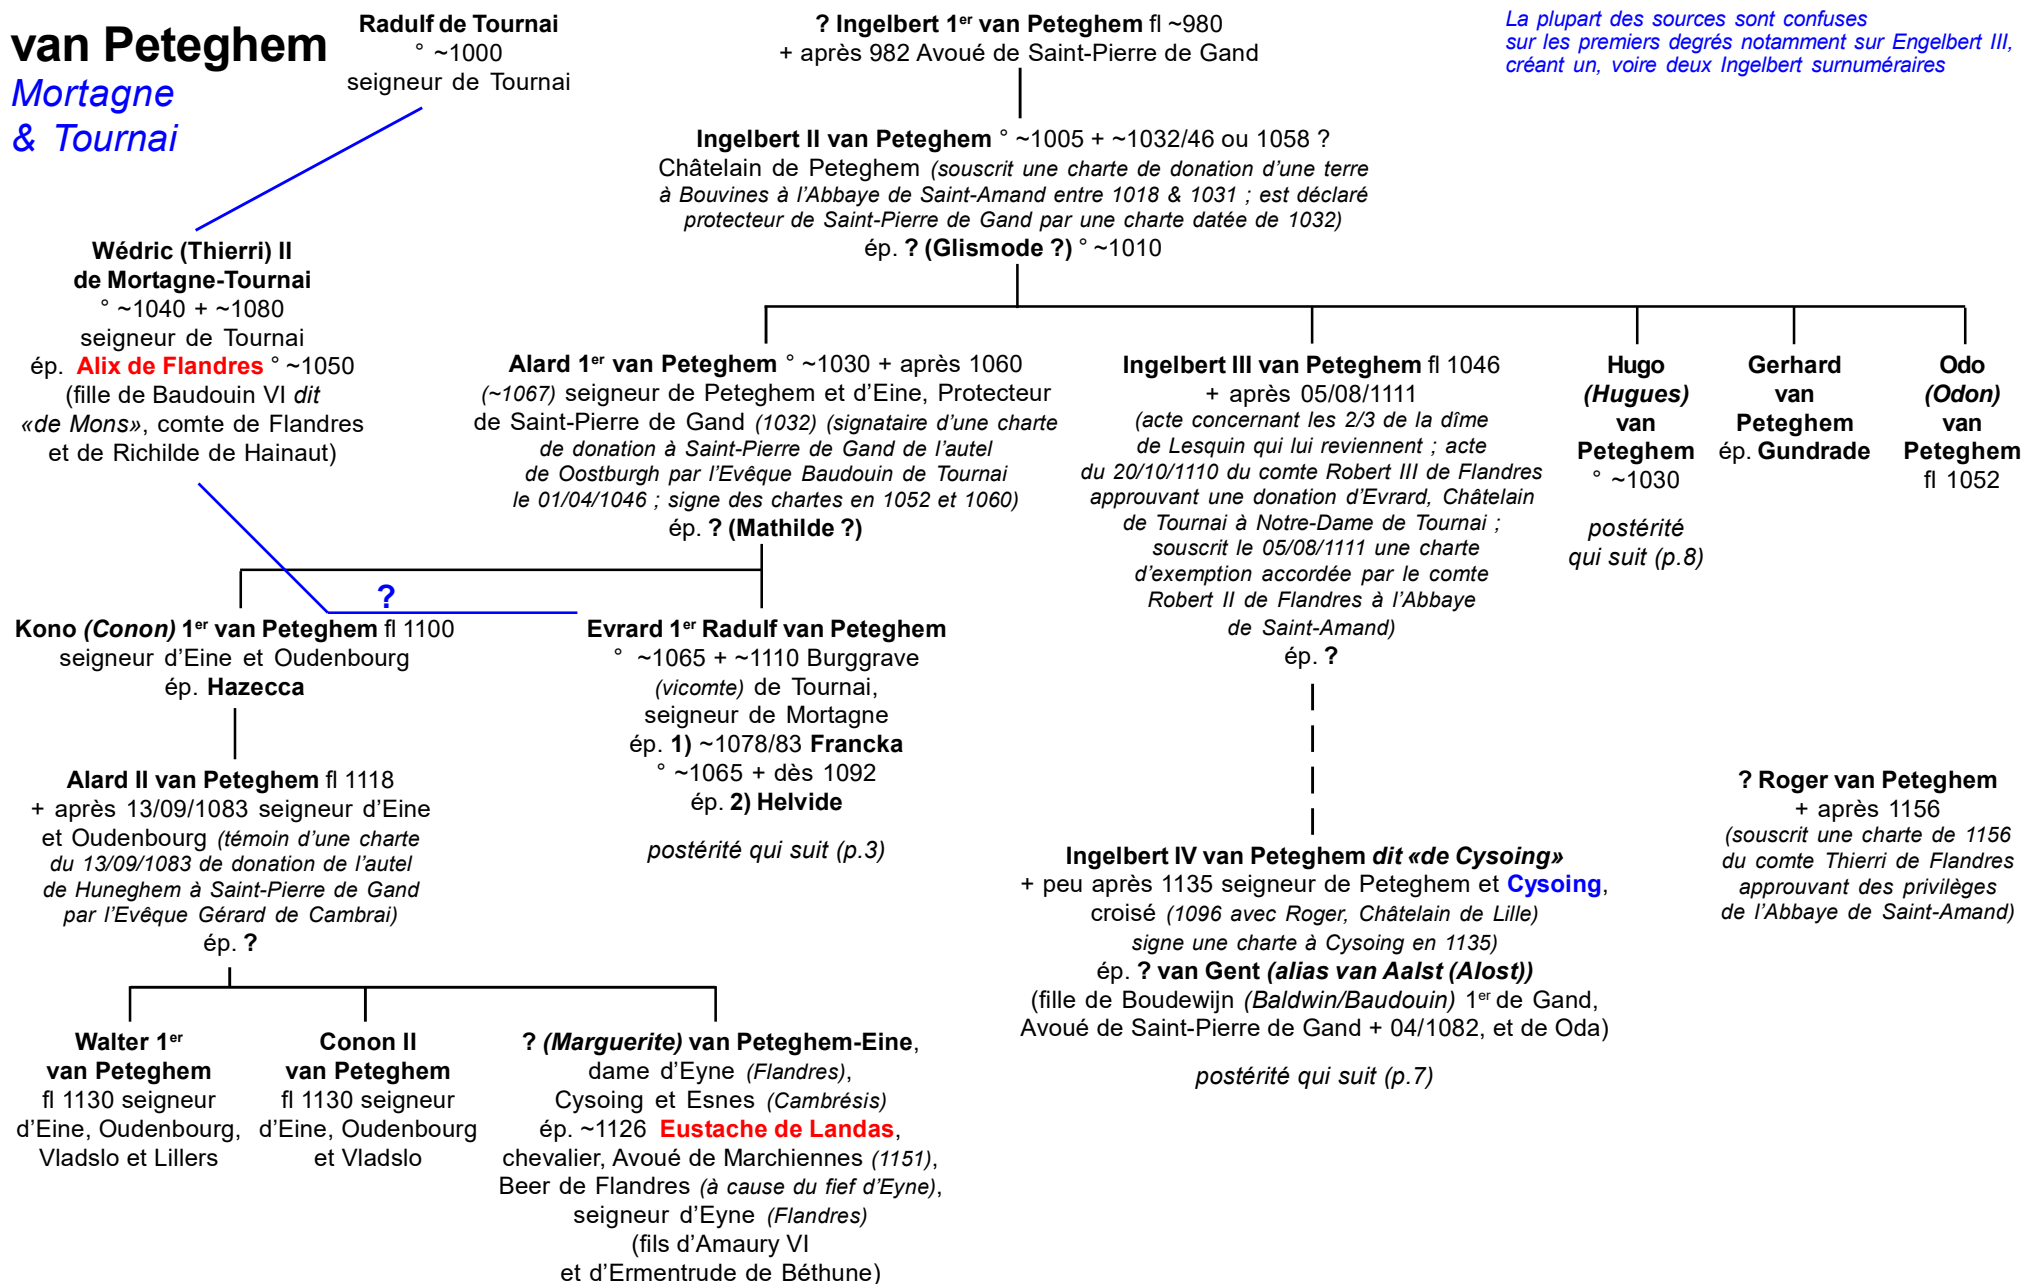 van Peteghem
Mortagne
& Tournai
Radulf de Tournai
° ~1000
seigneur de Tournai
? Ingelbert 1er van Peteghem fl ~980
+ après 982 Avoué de Saint-Pierre de Gand
La plupart des sources sont confuses
sur les premiers degrés notamment sur Engelbert III,
créant un, voire deux Ingelbert surnuméraires
Ingelbert II van Peteghem ° ~1005 + ~1032/46 ou 1058 ?
Châtelain de Peteghem (souscrit une charte de donation d'une terre
à Bouvines à l'Abbaye de Saint-Amand entre 1018 & 1031 ; est déclaré
protecteur de Saint-Pierre de Gand par une charte datée de 1032)
ép. ? (Glismode ?) ° ~1010
Wédric (Thierri) II
de Mortagne-Tournai
° ~1040 + ~1080
seigneur de Tournai
ép. Alix de Flandres ° ~1050
(fille de Baudouin VI dit
«de Mons», comte de Flandres
et de Richilde de Hainaut)
Alard 1er van Peteghem ° ~1030 + après 1060
(~1067) seigneur de Peteghem et d'Eine, Protecteur
de Saint-Pierre de Gand (1032) (signataire d'une charte
de donation à Saint-Pierre de Gand de l'autel
de Oostburgh par l'Evêque Baudouin de Tournai
le 01/04/1046 ; signe des chartes en 1052 et 1060)
ép. ? (Mathilde ?)
Ingelbert III van Peteghem fl 1046
+ après 05/08/1111
(acte concernant les 2/3 de la dîme
de Lesquin qui lui reviennent ; acte
du 20/10/1110 du comte Robert III de Flandres
approuvant une donation d'Evrard, Châtelain
de Tournai à Notre-Dame de Tournai ;
souscrit le 05/08/1111 une charte
d'exemption accordée par le comte
Robert II de Flandres à l'Abbaye
de Saint-Amand)
ép. ?
Hugo
(Hugues)
van
Peteghem
° ~1030
postérité
qui suit (p.8)
Gerhard
van
Peteghem
ép. Gundrade
Odo
(Odon)
van
Peteghem
fl 1052
?
Kono (Conon) 1er van Peteghem fl 1100
seigneur d'Eine et Oudenbourg
ép. Hazecca
Evrard 1er Radulf van Peteghem
° ~1065 + ~1110 Burggrave
(vicomte) de Tournai,
seigneur de Mortagne
ép. 1) ~1078/83 Francka
° ~1065 + dès 1092
ép. 2) Helvide
postérité qui suit (p.3)
Alard II van Peteghem fl 1118
+ après 13/09/1083 seigneur d'Eine
et Oudenbourg (témoin d'une charte
du 13/09/1083 de donation de l'autel
de Huneghem à Saint-Pierre de Gand
par l'Evêque Gérard de Cambrai)
ép. ?
? Roger van Peteghem
+ après 1156
(souscrit une charte de 1156
du comte Thierri de Flandres
approuvant des privilèges
de l'Abbaye de Saint-Amand)
Ingelbert IV van Peteghem dit «de Cysoing»
+ peu après 1135 seigneur de Peteghem et Cysoing,
croisé (1096 avec Roger, Châtelain de Lille)
signe une charte à Cysoing en 1135)
ép. ? van Gent (alias van Aalst (Alost))
(fille de Boudewijn (Baldwin/Baudouin) 1er de Gand,
Avoué de Saint-Pierre de Gand + 04/1082, et de Oda)
postérité qui suit (p.7)
Walter 1er
van Peteghem
fl 1130 seigneur
d'Eine, Oudenbourg,
Vladslo et Lillers
Conon II
van Peteghem
fl 1130 seigneur
d'Eine, Oudenbourg
et Vladslo
? (Marguerite) van Peteghem-Eine,
dame d'Eyne (Flandres),
Cysoing et Esnes (Cambrésis)
ép. ~1126 Eustache de Landas,
chevalier, Avoué de Marchiennes (1151),
Beer de Flandres (à cause du fief d'Eyne),
seigneur d'Eyne (Flandres)
(fils d'Amaury VI
et d'Ermentrude de Béthune)